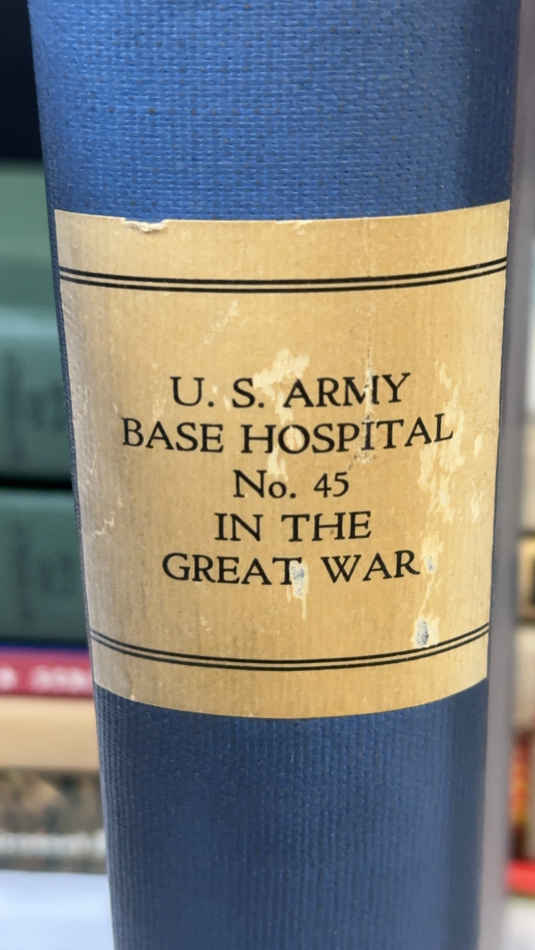 U. S. ARMY
BASE HOSPITAL
No. 45
IN THE
GREAT WAR